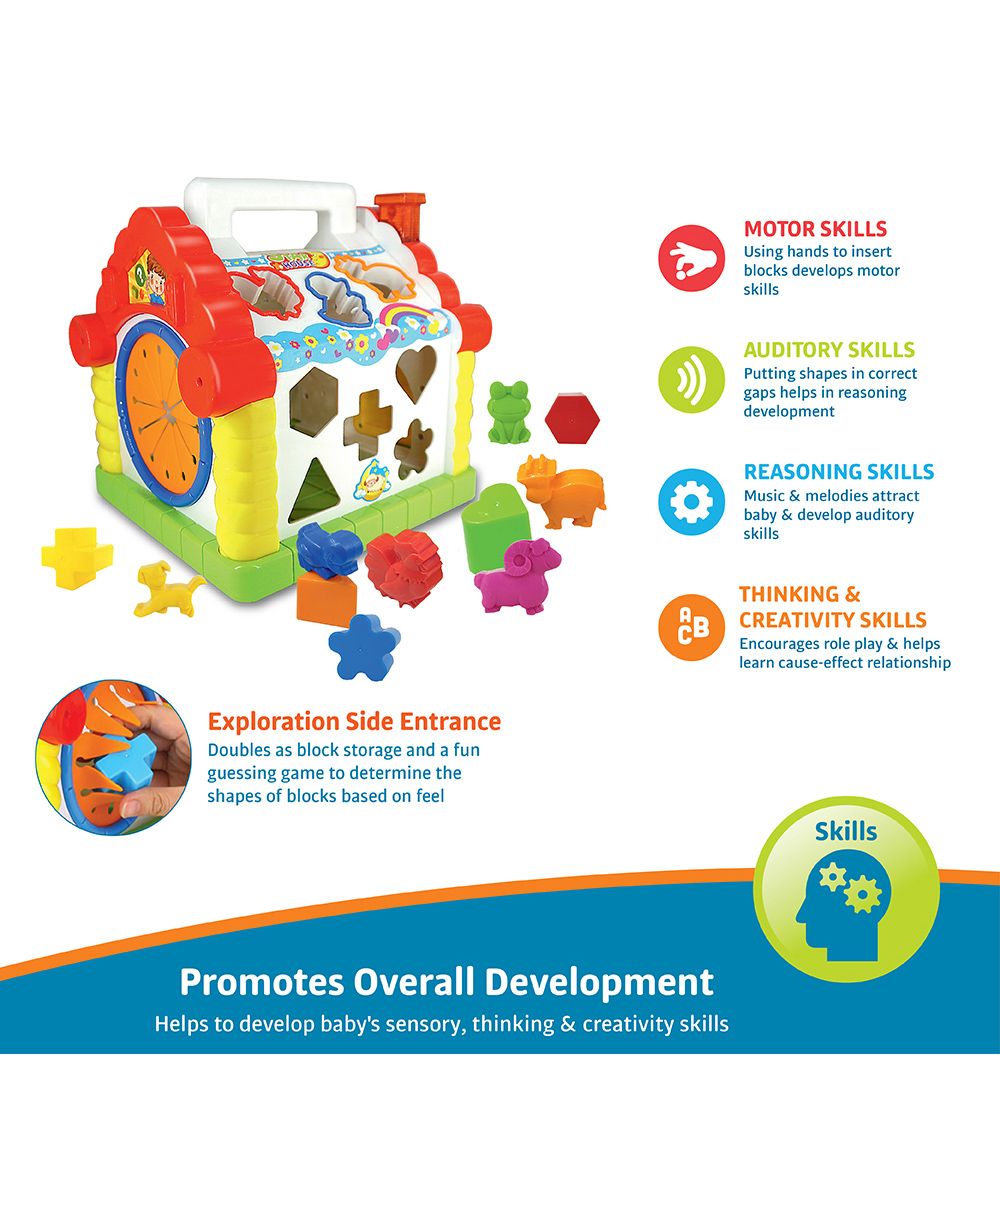 STAR
HOUSE
MOTOR SKILLS
Using hands to insert
blocks develops motor
skills
AUDITORY SKILLS
Putting shapes in correct
gaps helps in reasoning
development
REASONING SKILLS
Music & melodies attract
baby & develop auditory
skills
A
B
C
THINKING &
CREATIVITY SKILLS
Encourages role play & helps
learn cause-effect relationship
Exploration Side Entrance
Doubles as block storage and a fun
guessing game to determine the
shapes of blocks based on feel
Skills
Promotes Overall Development
Helps to develop baby's sensory, thinking & creativity skills